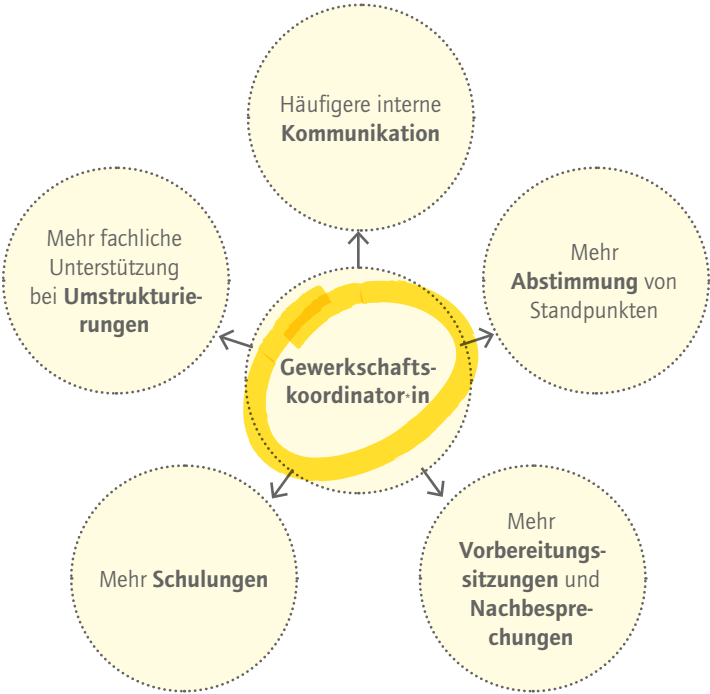 Häufigere interne
Kommunikation
Mehr fachliche
Unterstützung
bei Umstrukturie-
rungen
Mehr
Abstimmung von
Standpunkten
Gewerkschafts-
koordinator*in
Mehr Schulungen
Mehr
Vorbereitungs-
sitzungen und
Nachbespre-
chungen